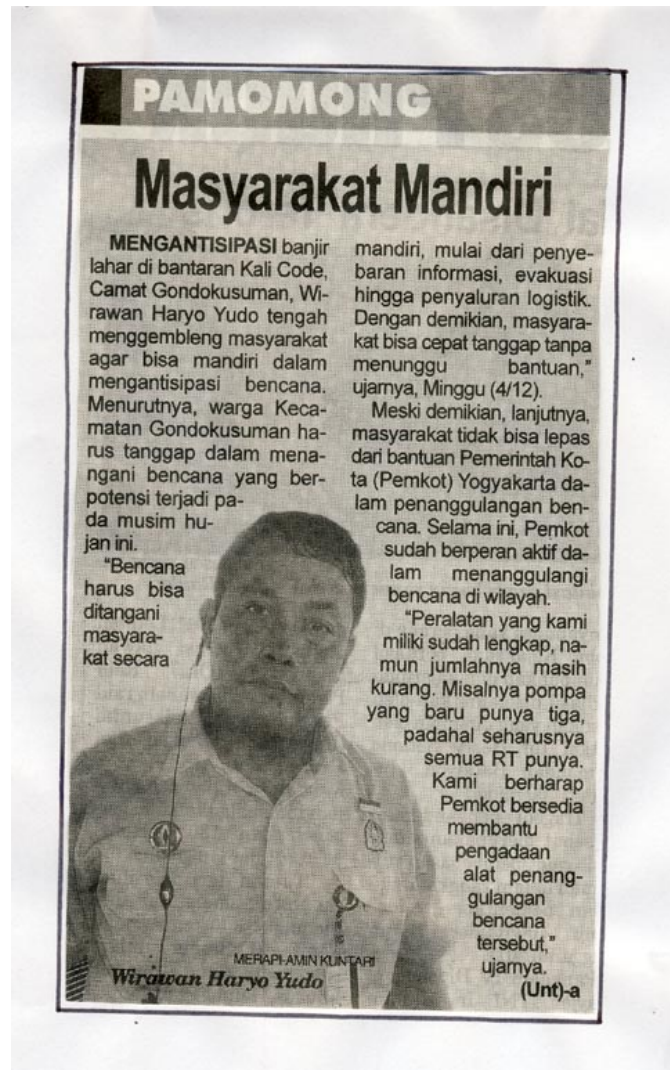 PAMOMONG
Masyarakat Mandiri
MENGANTISIPASI banjir
lahar di bantaran Kali Code,
Camat Gondokusuman, Wi-
rawan Haryo Yudo tengah
menggembleng masyarakat
agar bisa mandiri dalam
mengantisipasi bencana.
Menurutnya, warga Keca-
matan Gondokusuman ha-
rus tanggap dalam mena-
ngani bencana yang ber-
potensi terjadi pa-
da musim hu-
jan ini.
"Bencana
harus bisa
ditangani
masyara-
kat secara
mandiri, mulai dari penye-
baran informasi, evakuasi
hingga penyaluran logistik.
Dengan demikian, masyara-
kat bisa cepat tanggap tanpa
menunggu bantuan,"
ujarnya, Minggu (4/12).
Meski demikian, lanjutnya,
masyarakat tidak bisa lepas
dari bantuan Pemerintah Ko-
ta (Pemkot) Yogyakarta da-
lam penanggulangan ben-
cana. Selama ini, Pemkot
sudah berperan aktif da-
lam menanggulangi
bencana di wilayah.
"Peralatan yang kami
miliki sudah lengkap, na-
mun jumlahnya masih
kurang. Misalnya pompa
yang baru punya tiga,
padahal seharusnya
semua RT punya.
Kami berharap
Pemkot bersedia
membantu
pengadaan
alat penang-
gulangan
bencana
tersebut,"
ujarnya.
(Unt)-a
MERAPI-AMIN KUNTARI
Wirawan Haryo Yudo